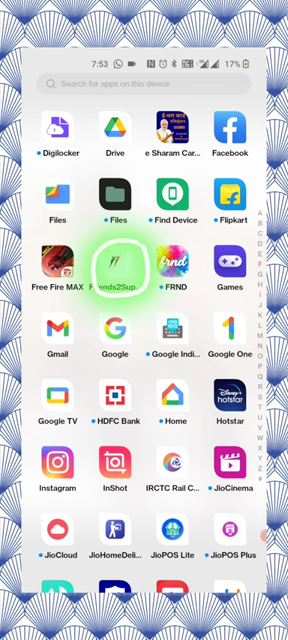 7:53 17%
Search for apps on this device
Digilocker Drive e Sharam Car... Facebook
Files Files Find Device Flipkart
Free Fire MAX Friends2Sup. FRND Games
Gmail Google Google Indi... Google One
Google TV HDFC Bank Home Hotstar
Instagram InShot IRCTC Rail C... JioCinema
JioCloud JioHomeDeli... JioPOS Lite JioPOS Plus
A
B
C
D
E
F
G
H
I
J
K
L
M
N
O
P
Q
R
S
T
U
V
W
X
Y
Z
#